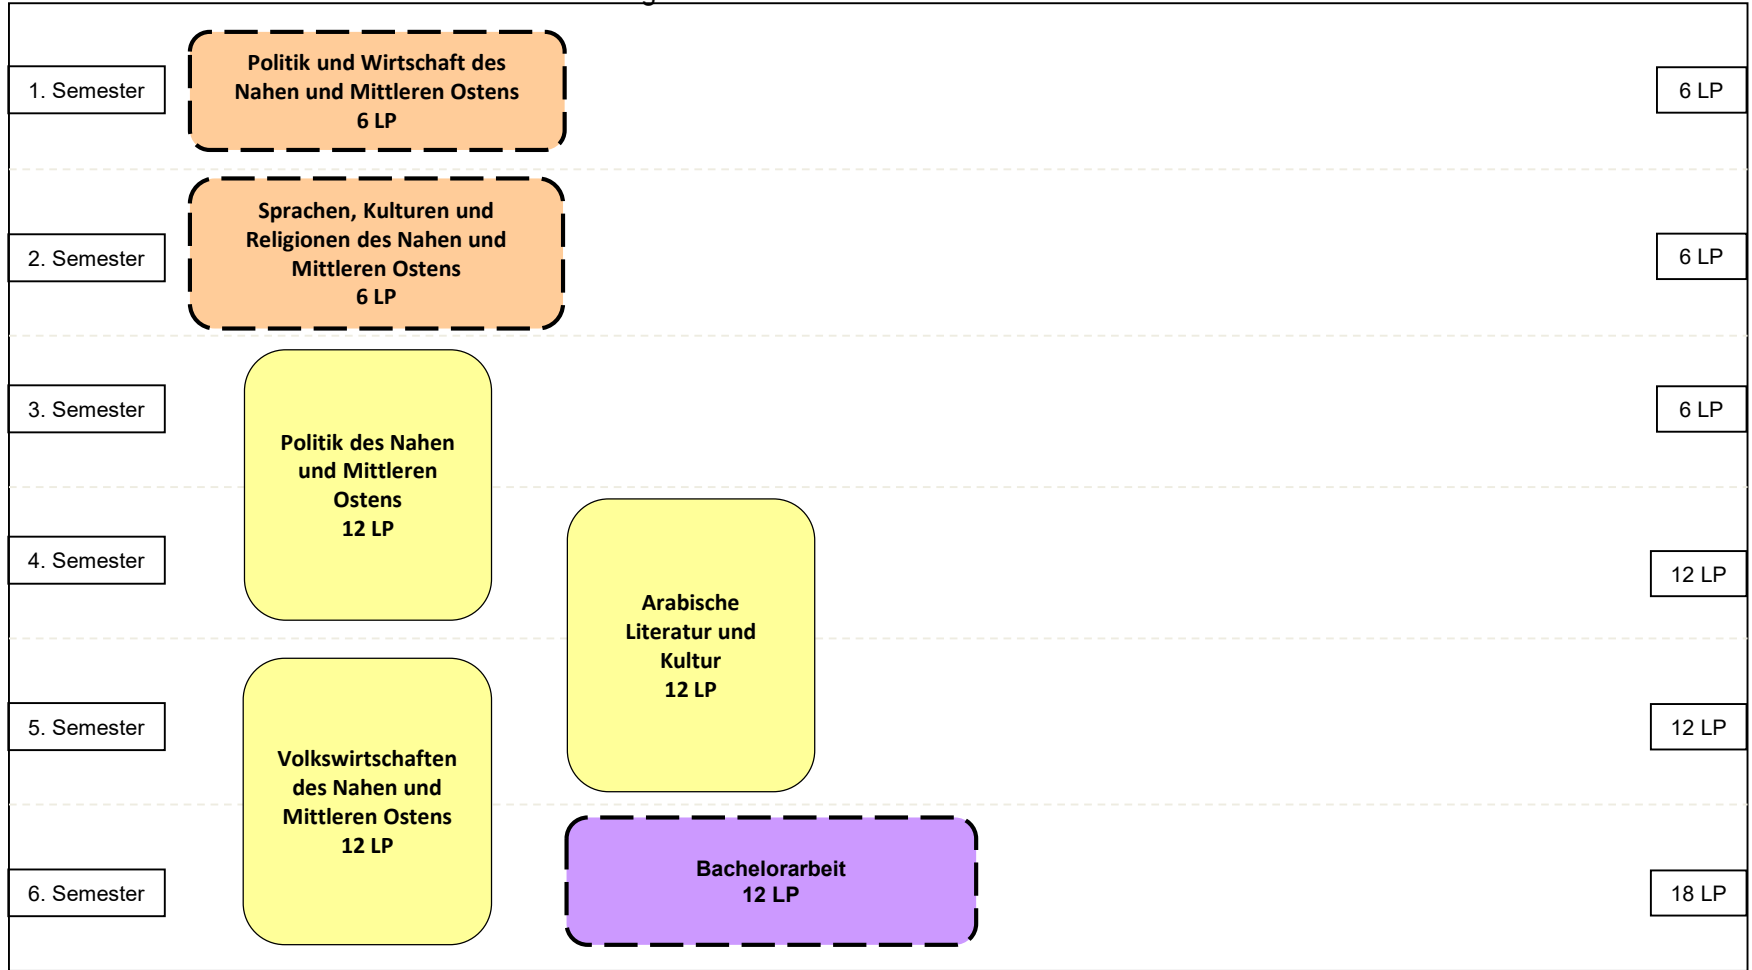 1. Semester
Politik und Wirtschaft des
Nahen und Mittleren Ostens
6 LP
6 LP
2. Semester
Sprachen, Kulturen und
Religionen des Nahen und
Mittleren Ostens
6 LP
6 LP
3. Semester
6 LP
Politik des Nahen
und Mittleren
Ostens
12 LP
4. Semester
12 LP
Arabische
Literatur und
Kultur
12 LP
5. Semester
12 LP
Volkswirtschaften
des Nahen und
Mittleren Ostens
12 LP
6. Semester
Bachelorarbeit
12 LP
18 LP